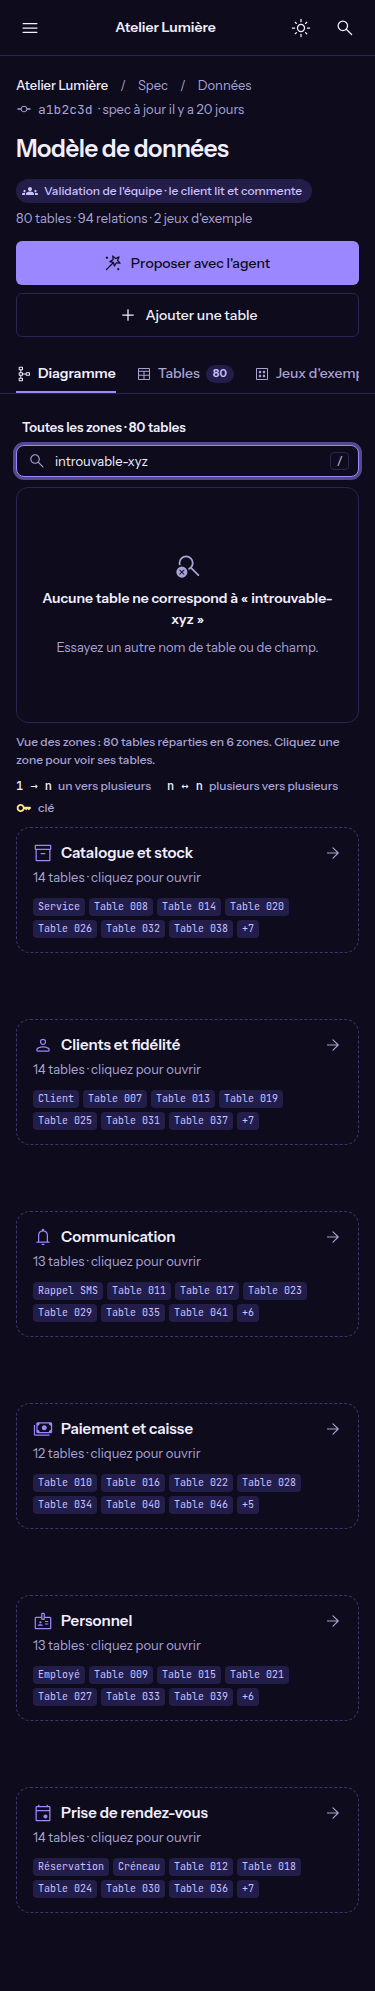 Atelier Lumière
Atelier Lumière / Spec / Données
a1b2c3d · spec à jour il y a 20 jours
Modèle de données
Validation de l'équipe · le client lit et commente
80 tables · 94 relations · 2 jeux d'exemple
Proposer avec l'agent
Ajouter une table
Diagramme Tables 80 Jeux d'exemp
Toutes les zones · 80 tables
introuvable-xyz /
Aucune table ne correspond à « introuvable-
xyz »
Essayez un autre nom de table ou de champ.
Vue des zones : 80 tables réparties en 6 zones. Cliquez une
zone pour voir ses tables.
1 → n un vers plusieurs n ↔ n plusieurs vers plusieurs
clé
Catalogue et stock →
14 tables · cliquez pour ouvrir
Service Table 008 Table 014 Table 020
Table 026 Table 032 Table 038 +7
Clients et fidélité →
14 tables · cliquez pour ouvrir
Client Table 007 Table 013 Table 019
Table 025 Table 031 Table 037 +7
Communication →
13 tables · cliquez pour ouvrir
Rappel SMS Table 011 Table 017 Table 023
Table 029 Table 035 Table 041 +6
Paiement et caisse →
12 tables · cliquez pour ouvrir
Table 010 Table 016 Table 022 Table 028
Table 034 Table 040 Table 046 +5
Personnel →
13 tables · cliquez pour ouvrir
Employé Table 009 Table 015 Table 021
Table 027 Table 033 Table 039 +6
Prise de rendez-vous →
14 tables · cliquez pour ouvrir
Réservation Créneau Table 012 Table 018
Table 024 Table 030 Table 036 +7